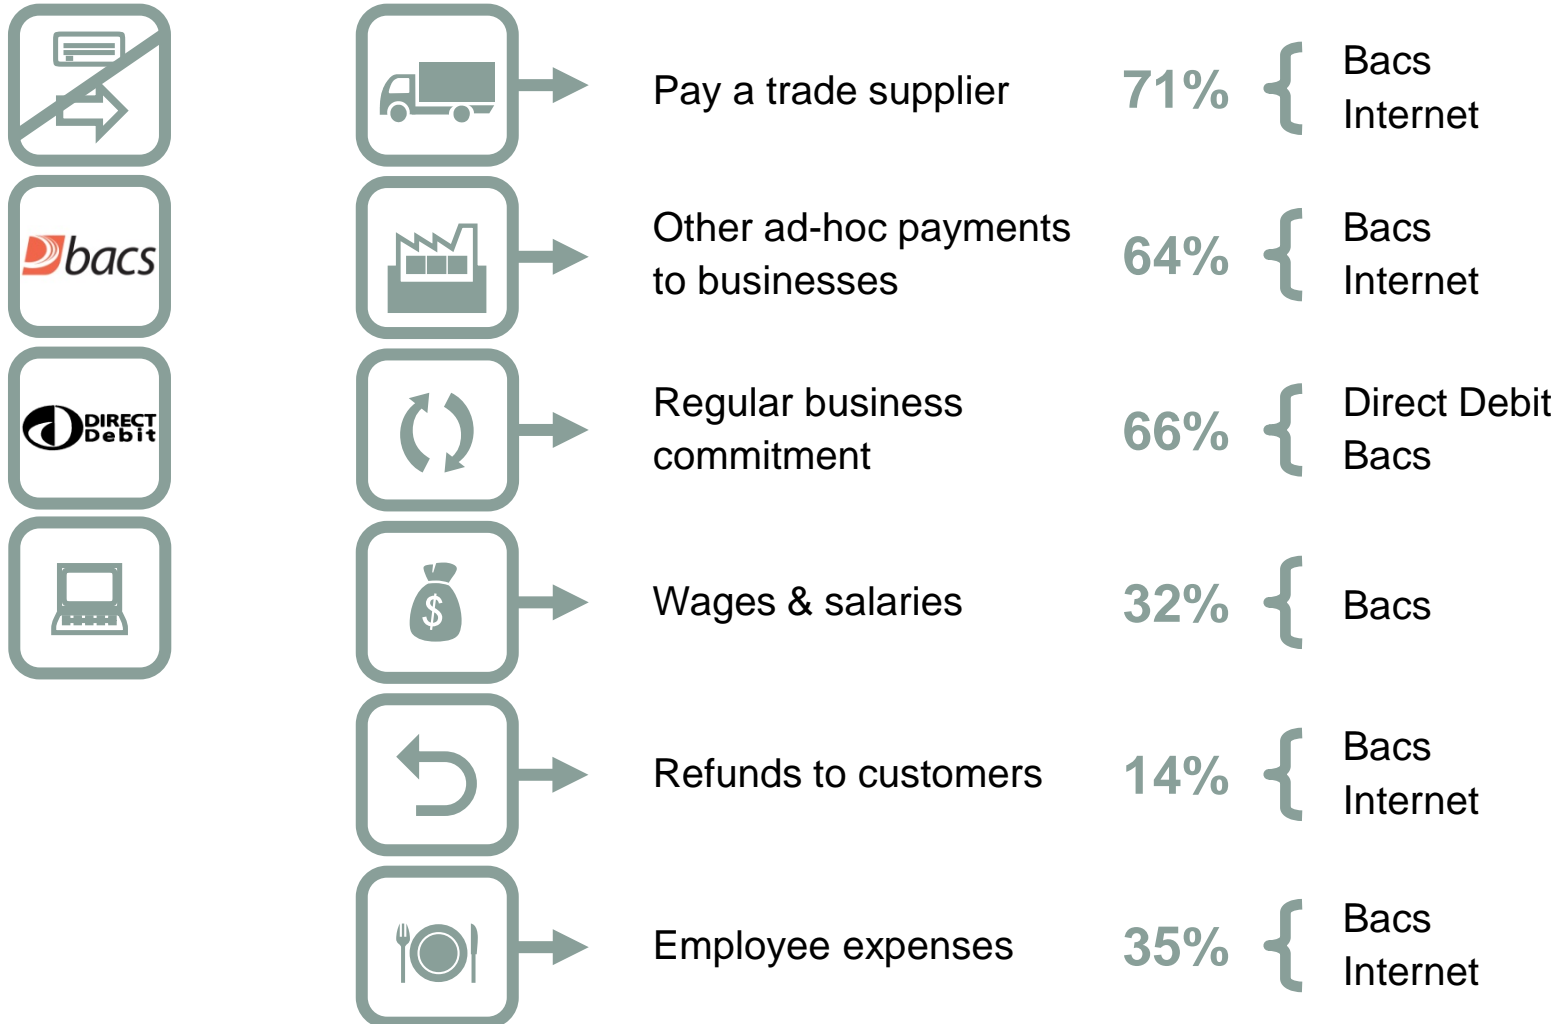 Pay a trade supplier
71%
Bacs
Internet
bacs
Other ad-hoc payments
to businesses
64%
Bacs
Internet
DIRECT
Debit
Regular business
commitment
66%
Direct Debit
Bacs
$
Wages & salaries
32%
Bacs
Refunds to customers
14%
Bacs
Internet
Employee expenses
35%
Bacs
Internet